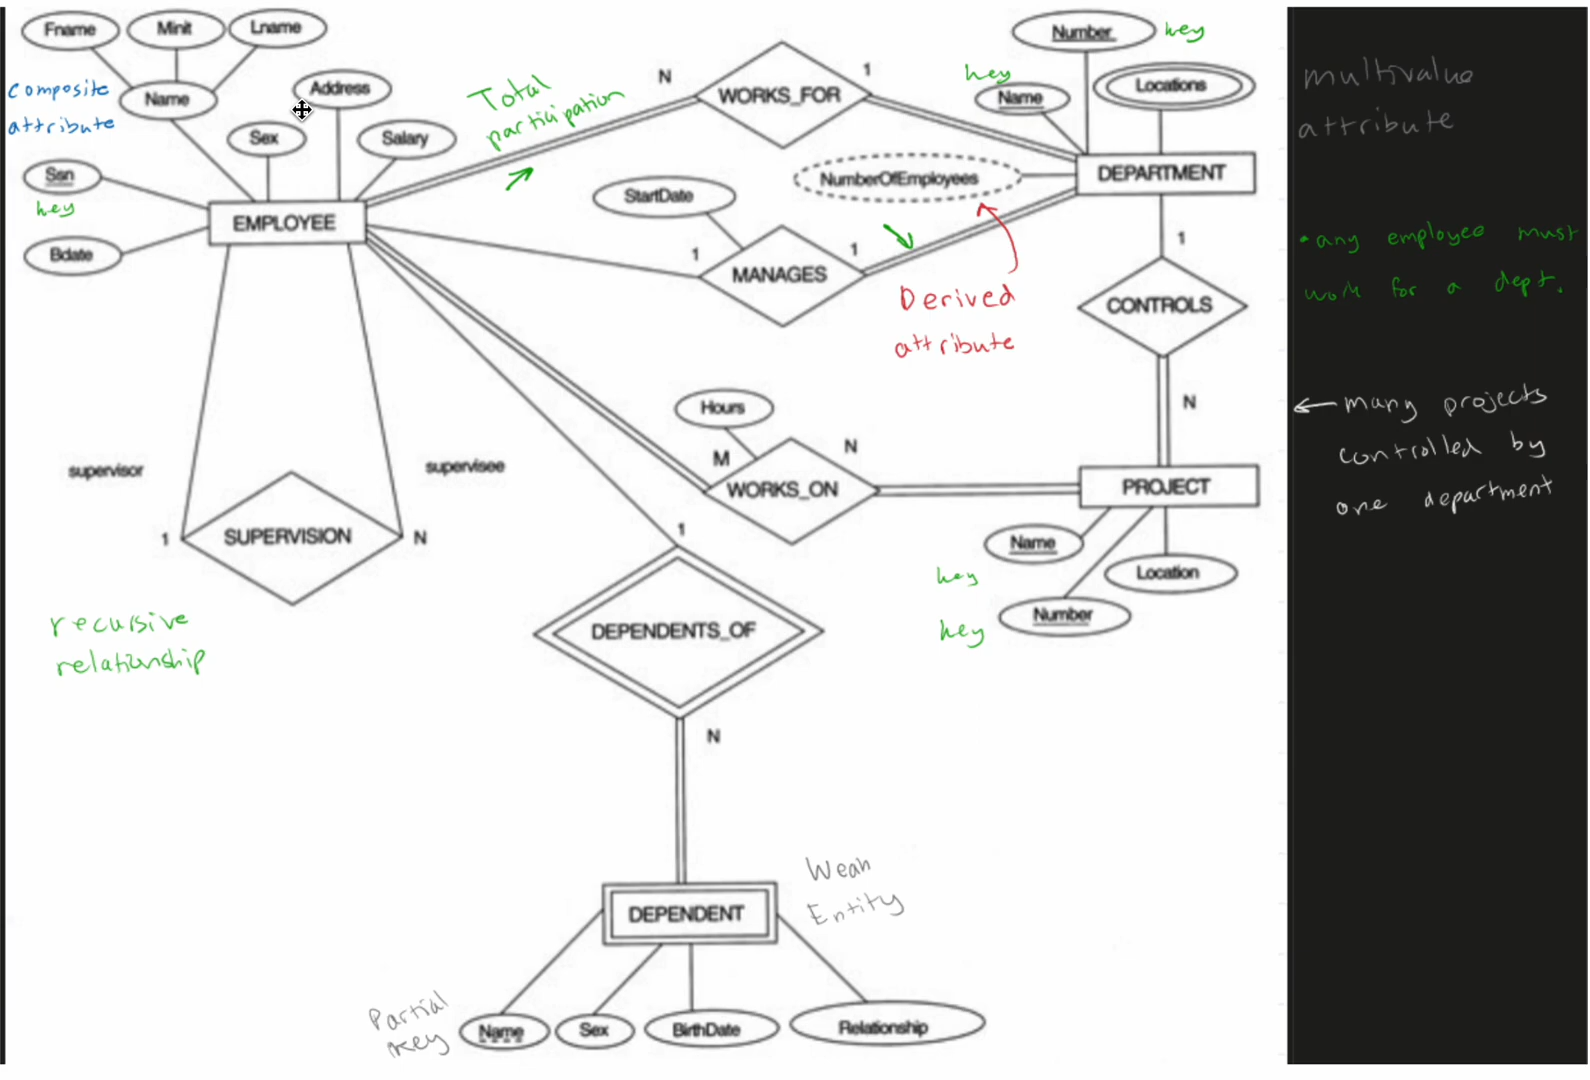 Fname
Minit
Lname
Number
key
composite
attribute
Name
Address
Total
participation
N
WORKS_FOR
1
key
Name
Locations
multivalue
attribute
Sex
Salary
Ssn
key
EMPLOYEE
StartDate
NumberOfEmployees
DEPARTMENT
Bdate
1
MANAGES
1
Derived
attribute
1
CONTROLS
• any employee must
work for a dept.
N
← many projects
controlled by
one department
Hours
M
WORKS_ON
N
PROJECT
supervisor
supervisee
1
SUPERVISION
N
1
Name
key
Location
Number
key
recursive
relationship
DEPENDENTS_OF
N
Weak
Entity
DEPENDENT
Partial
key
Name
Sex
BirthDate
Relationship